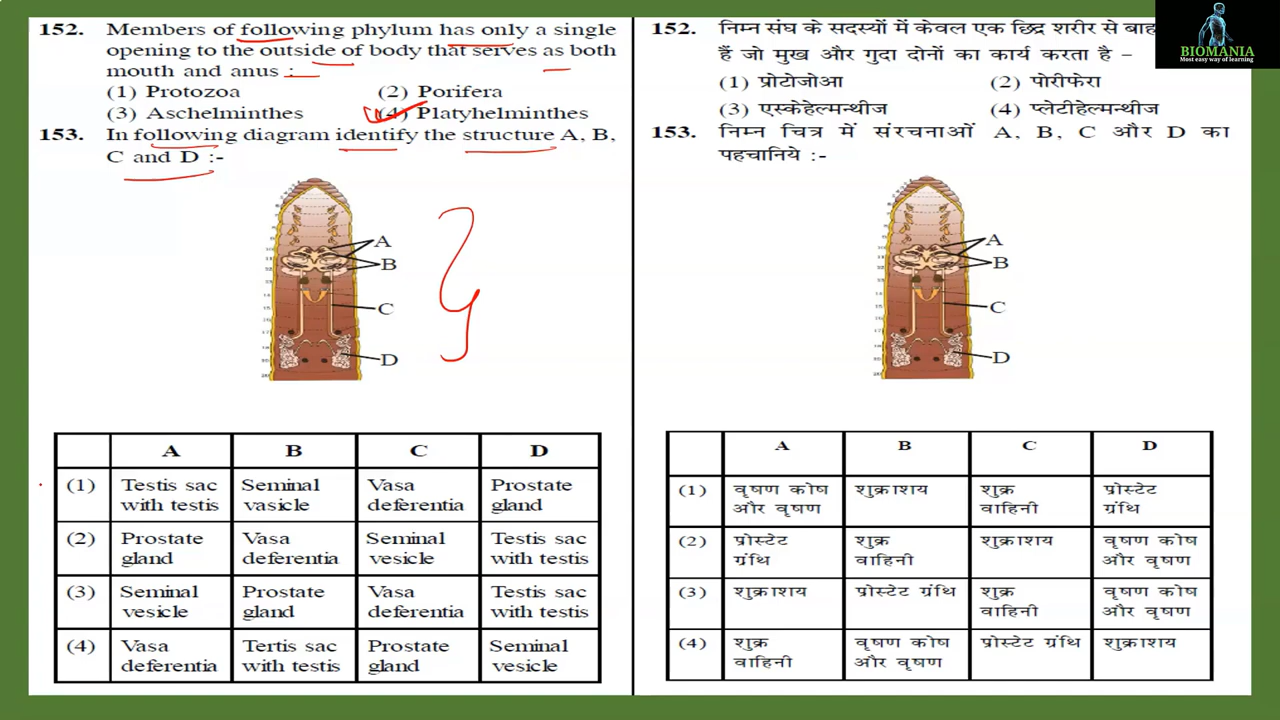 152. Members of following phylum has only a single
opening to the outside of body that serves as both
mouth and anus :
(1) Protozoa (2) Porifera
(3) Aschelminthes (4) Platyhelminthes
153. In following diagram identify the structure A, B,
C and D :-
A
B
C
D
A B C D
(1) Testis sac with testis Seminal vasicle Vasa deferentia Prostate gland
(2) Prostate gland Vasa deferentia Seminal vesicle Testis sac with testis
(3) Seminal vesicle Prostate gland Vasa deferentia Testis sac with testis
(4) Vasa deferentia Tertis sac with testis Prostate gland Seminal vesicle
152. निम्न संघ के सदस्यों में केवल एक छिद्र शरीर से बाह
हैं जो मुख और गुदा दोनों का कार्य करता है –
(1) प्रोटोजोआ (2) पोरीफेरा
(3) एस्केहेल्मन्थीज (4) प्लेटीहेल्मन्थीज
153. निम्न चित्र में संरचनाओं A, B, C और D का
पहचानिये :-
A
B
C
D
A B C D
(1) वृषण कोष और वृषण शुक्राशय शुक्र वाहिनी प्रोस्टेट ग्रंथि
(2) प्रोस्टेट ग्रंथि शुक्र वाहिनी शुक्राशय वृषण कोष और वृषण
(3) शुक्राशय प्रोस्टेट ग्रंथि शुक्र वाहिनी वृषण कोष और वृषण
(4) शुक्र वाहिनी वृषण कोष और वृषण प्रोस्टेट ग्रंथि शुक्राशय
BIOMANIA
Most easy way of learning